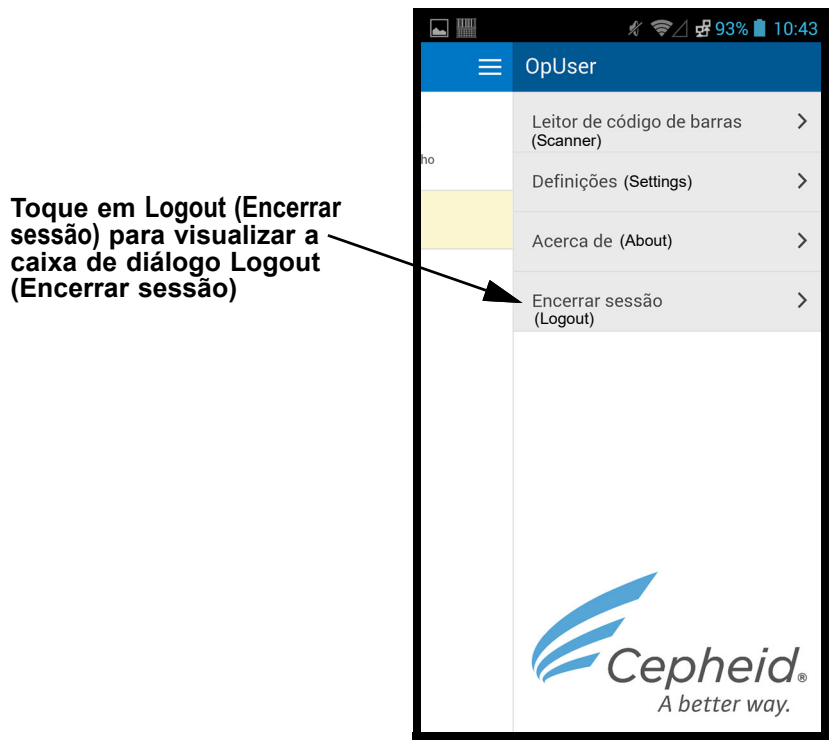 93% 10:43
OpUser
Leitor de código de barras
(Scanner)
ho
Definições (Settings)
Toque em Logout (Encerrar
sessão) para visualizar a
caixa de diálogo Logout
(Encerrar sessão)
Acerca de (About)
Encerrar sessão
(Logout)
Cepheid®
A better way.